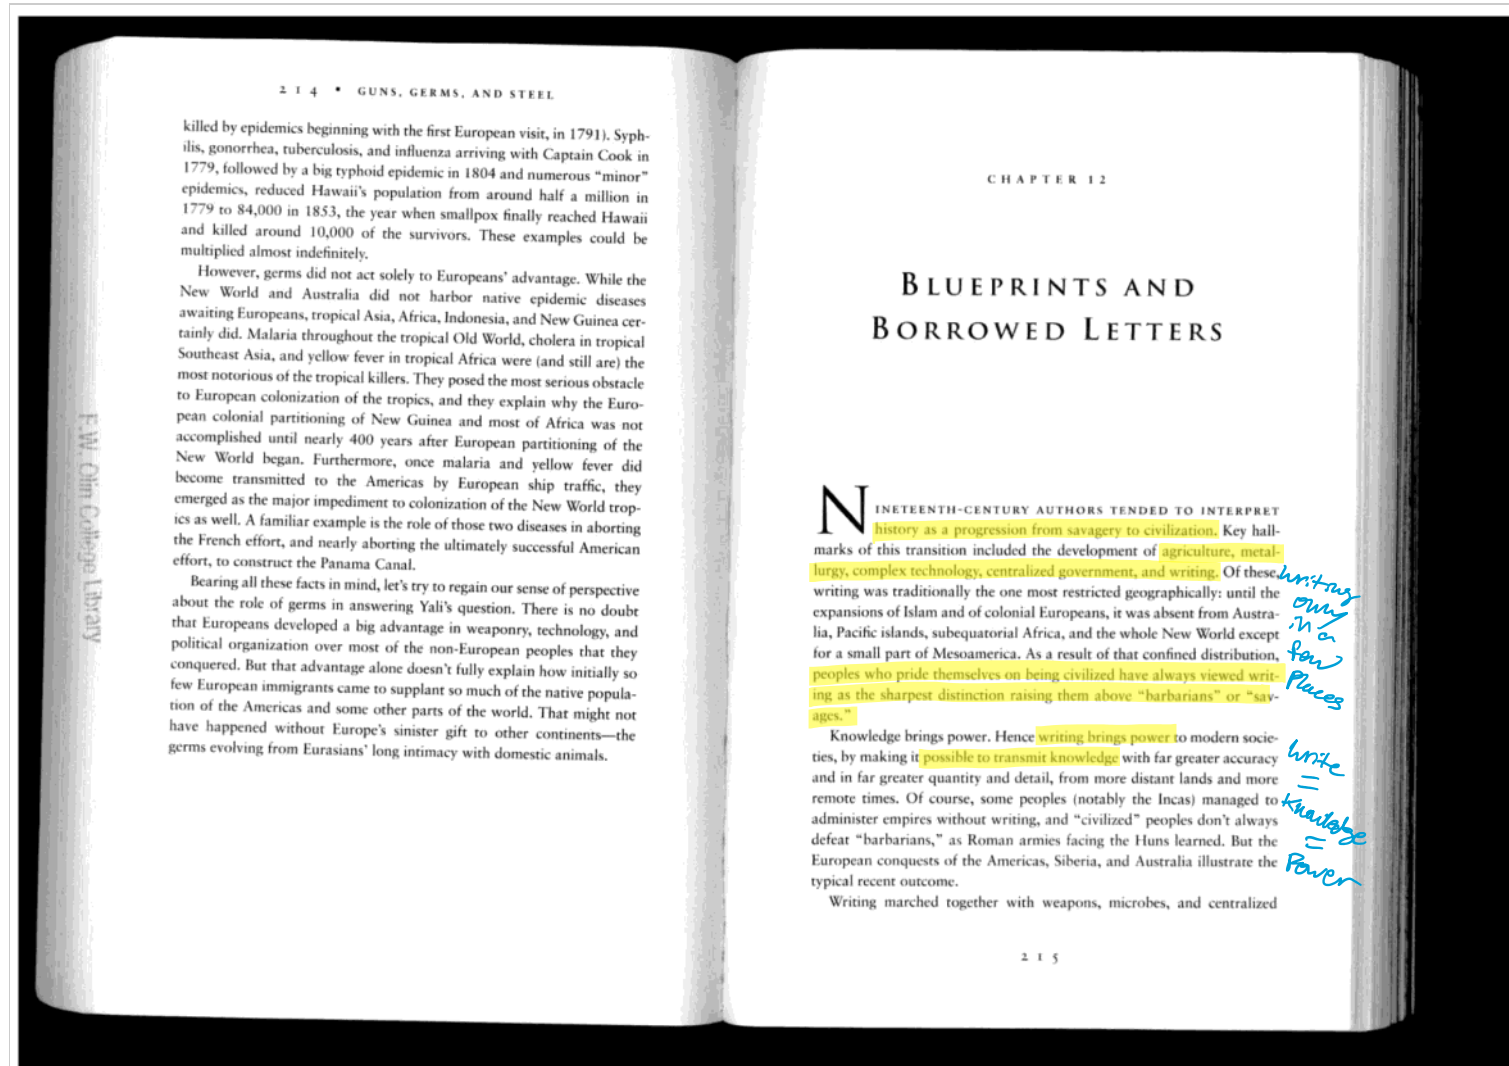 214 • GUNS, GERMS, AND STEEL
killed by epidemics beginning with the first European visit, in 1791). Syph-
ilis, gonorrhea, tuberculosis, and influenza arriving with Captain Cook in
1779, followed by a big typhoid epidemic in 1804 and numerous “minor”
epidemics, reduced Hawaii’s population from around half a million in
1779 to 84,000 in 1853, the year when smallpox finally reached Hawaii
and killed around 10,000 of the survivors. These examples could be
multiplied almost indefinitely.
However, germs did not act solely to Europeans’ advantage. While the
New World and Australia did not harbor native epidemic diseases
awaiting Europeans, tropical Asia, Africa, Indonesia, and New Guinea cer-
tainly did. Malaria throughout the tropical Old World, cholera in tropical
Southeast Asia, and yellow fever in tropical Africa were (and still are) the
most notorious of the tropical killers. They posed the most serious obstacle
to European colonization of the tropics, and they explain why the Euro-
pean colonial partitioning of New Guinea and most of Africa was not
accomplished until nearly 400 years after European partitioning of the
New World began. Furthermore, once malaria and yellow fever did
become transmitted to the Americas by European ship traffic, they
emerged as the major impediment to colonization of the New World trop-
ics as well. A familiar example is the role of those two diseases in aborting
the French effort, and nearly aborting the ultimately successful American
effort, to construct the Panama Canal.
Bearing all these facts in mind, let’s try to regain our sense of perspective
about the role of germs in answering Yali’s question. There is no doubt
that Europeans developed a big advantage in weaponry, technology, and
political organization over most of the non-European peoples that they
conquered. But that advantage alone doesn’t fully explain how initially so
few European immigrants came to supplant so much of the native popula-
tion of the Americas and some other parts of the world. That might not
have happened without Europe’s sinister gift to other continents—the
germs evolving from Eurasians’ long intimacy with domestic animals.
F.W. Olin College Library
CHAPTER 12
BLUEPRINTS AND
BORROWED LETTERS
NINETEENTH-CENTURY AUTHORS TENDED TO INTERPRET
history as a progression from savagery to civilization. Key hall-
marks of this transition included the development of agriculture, metal-
lurgy, complex technology, centralized government, and writing. Of these,
writing was traditionally the one most restricted geographically: until the
expansions of Islam and of colonial Europeans, it was absent from Austra-
lia, Pacific islands, subequatorial Africa, and the whole New World except
for a small part of Mesoamerica. As a result of that confined distribution,
peoples who pride themselves on being civilized have always viewed writ-
ing as the sharpest distinction raising them above “barbarians” or “sav-
ages.”
Knowledge brings power. Hence writing brings power to modern socie-
ties, by making it possible to transmit knowledge with far greater accuracy
and in far greater quantity and detail, from more distant lands and more
remote times. Of course, some peoples (notably the Incas) managed to
administer empires without writing, and “civilized” peoples don’t always
defeat “barbarians,” as Roman armies facing the Huns learned. But the
European conquests of the Americas, Siberia, and Australia illustrate the
typical recent outcome.
Writing marched together with weapons, microbes, and centralized
215
writing
only
in a
few
places
write
=
knowledge
=
Power